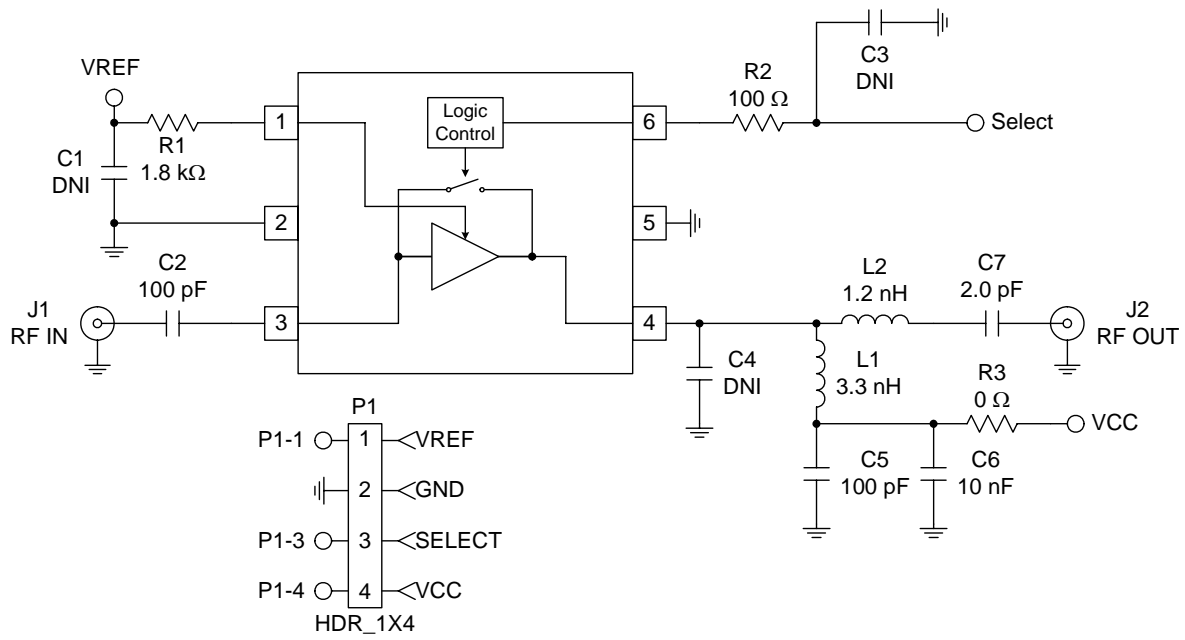 VREF
R1
1.8 kΩ
C1
DNI
C2
100 pF
J1
RF IN
1
2
3
Logic
Control
6
5
4
R2
100 Ω
C3
DNI
Select
L2
1.2 nH
C7
2.0 pF
J2
RF OUT
C4
DNI
L1
3.3 nH
R3
0 Ω
VCC
C5
100 pF
C6
10 nF
P1
P1-1 1 VREF
2 GND
P1-3 3 SELECT
P1-4 4 VCC
HDR_1X4